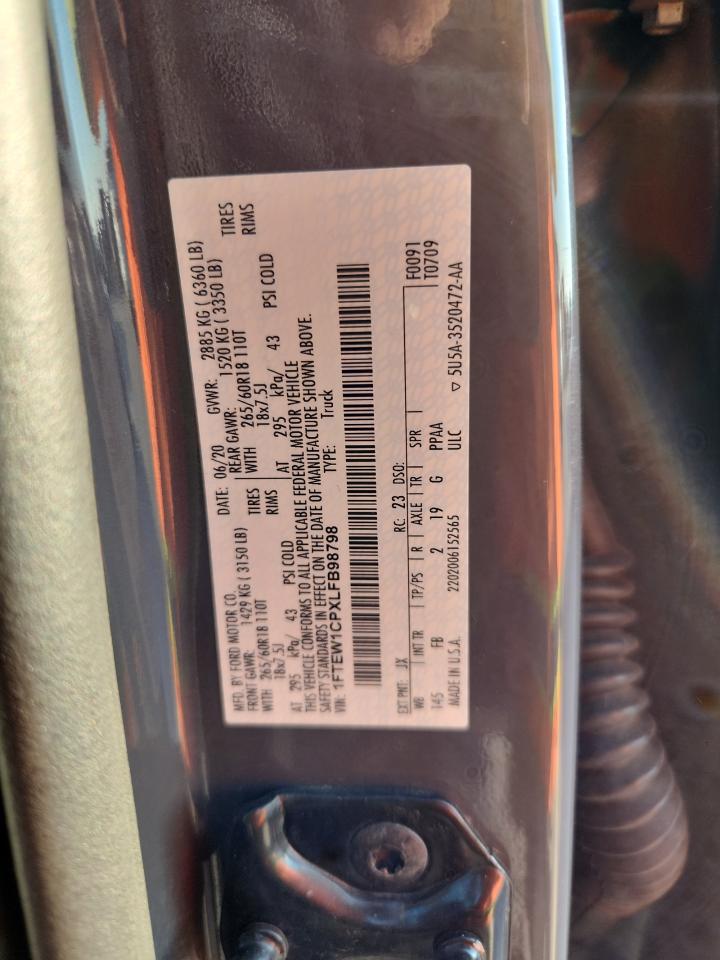 MFD. BY FORD MOTOR CO. DATE: 06/20 GVWR: 2885 KG ( 6360 LB)
FRONT GAWR: 1429 KG ( 3150 LB) REAR GAWR: 1520 KG ( 3350 LB)
WITH 265/60R18 110T TIRES WITH 265/60R18 110T TIRES
18x7.5J RIMS 18x7.5J RIMS
AT 295 kPa/ 43 PSI COLD AT 295 kPa/ 43 PSI COLD
THIS VEHICLE CONFORMS TO ALL APPLICABLE FEDERAL MOTOR VEHICLE
SAFETY STANDARDS IN EFFECT ON THE DATE OF MANUFACTURE SHOWN ABOVE.
VIN: 1FTEW1CPXLFB98798 TYPE: Truck
EXT PNT: JX RC: 23 DSO: F0091
WB INT TR TP/PS R AXLE TR SPR T0709
145 FB 2 19 G PPAA
MADE IN U.S.A. 2202006152565 ULC ▽ 5U5A-3520472-AA